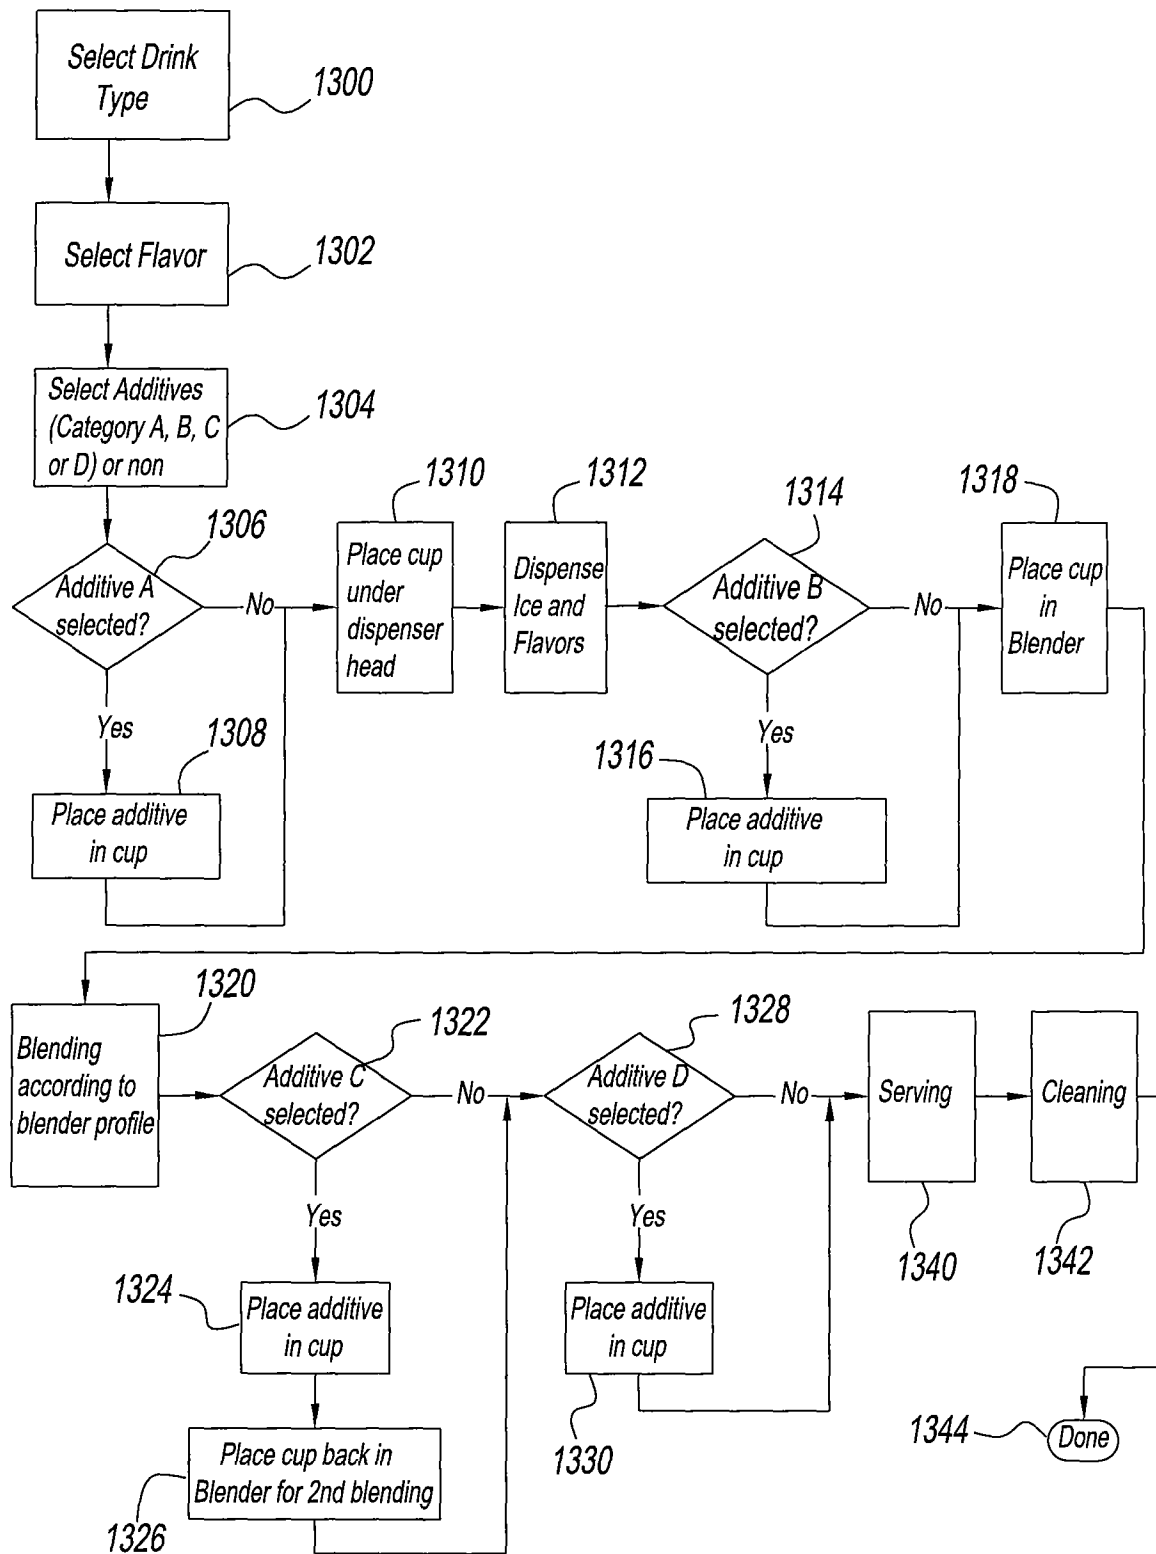 Select Drink
Type
1300
Select Flavor
1302
Select Additives
(Category A, B, C
or D) or non
1304
1306
Additive A
selected?
No
Yes
1308
Place additive
in cup
1310
Place cup
under
dispenser
head
1312
Dispense
Ice and
Flavors
1314
Additive B
selected?
No
Yes
1316
Place additive
in cup
1318
Place cup
in
Blender
1320
Blending
according to
blender profile
1322
Additive C
selected?
No
Yes
1324
Place additive
in cup
Place cup back in
Blender for 2nd blending
1326
1328
Additive D
selected?
No
Yes
Place additive
in cup
1330
Serving
1340
Cleaning
1342
1344
Done